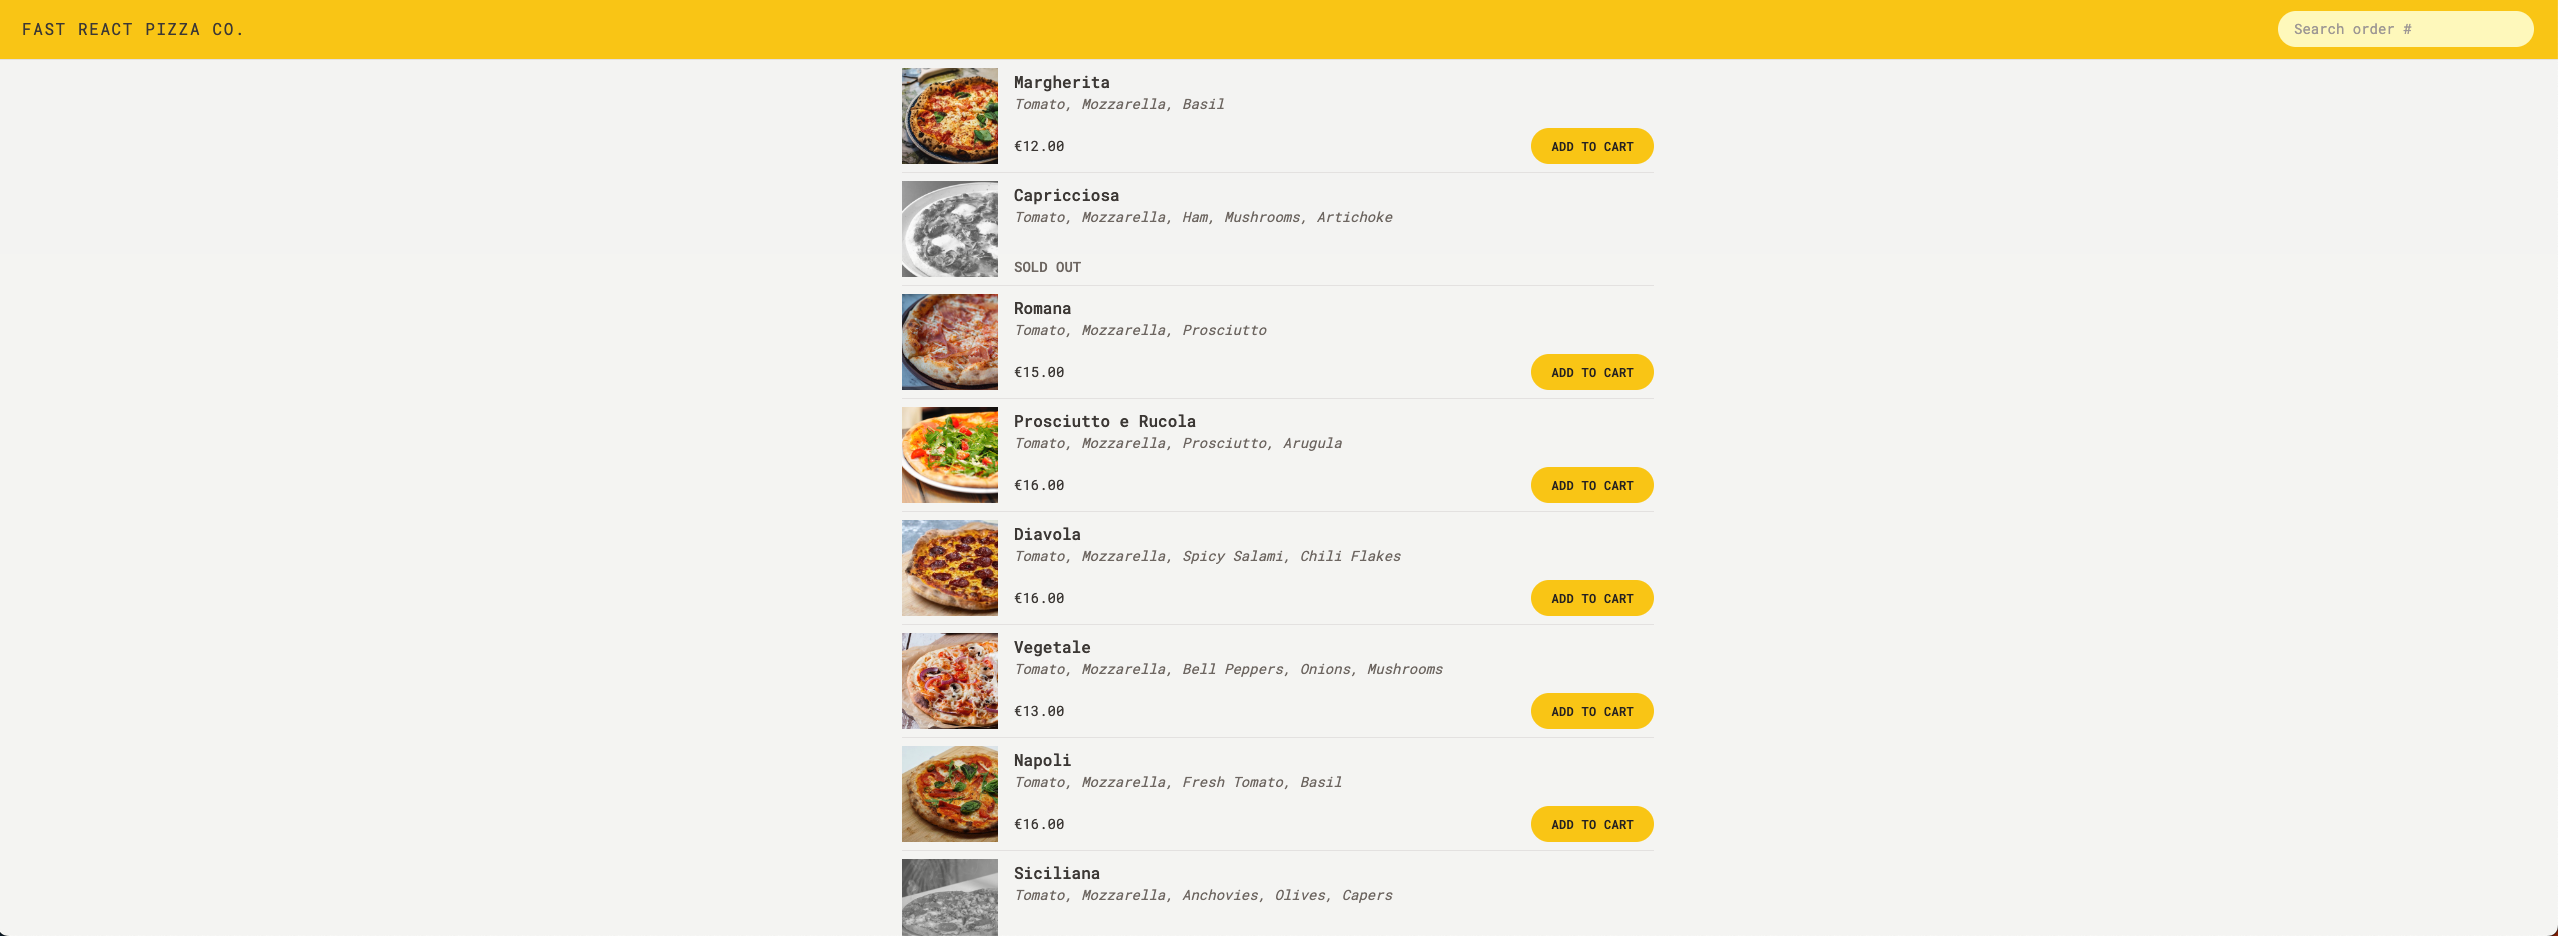 FAST REACT PIZZA CO.
Search order #
Margherita
Tomato, Mozzarella, Basil
€12.00
ADD TO CART
Capricciosa
Tomato, Mozzarella, Ham, Mushrooms, Artichoke
SOLD OUT
Romana
Tomato, Mozzarella, Prosciutto
€15.00
ADD TO CART
Prosciutto e Rucola
Tomato, Mozzarella, Prosciutto, Arugula
€16.00
ADD TO CART
Diavola
Tomato, Mozzarella, Spicy Salami, Chili Flakes
€16.00
ADD TO CART
Vegetale
Tomato, Mozzarella, Bell Peppers, Onions, Mushrooms
€13.00
ADD TO CART
Napoli
Tomato, Mozzarella, Fresh Tomato, Basil
€16.00
ADD TO CART
Siciliana
Tomato, Mozzarella, Anchovies, Olives, Capers